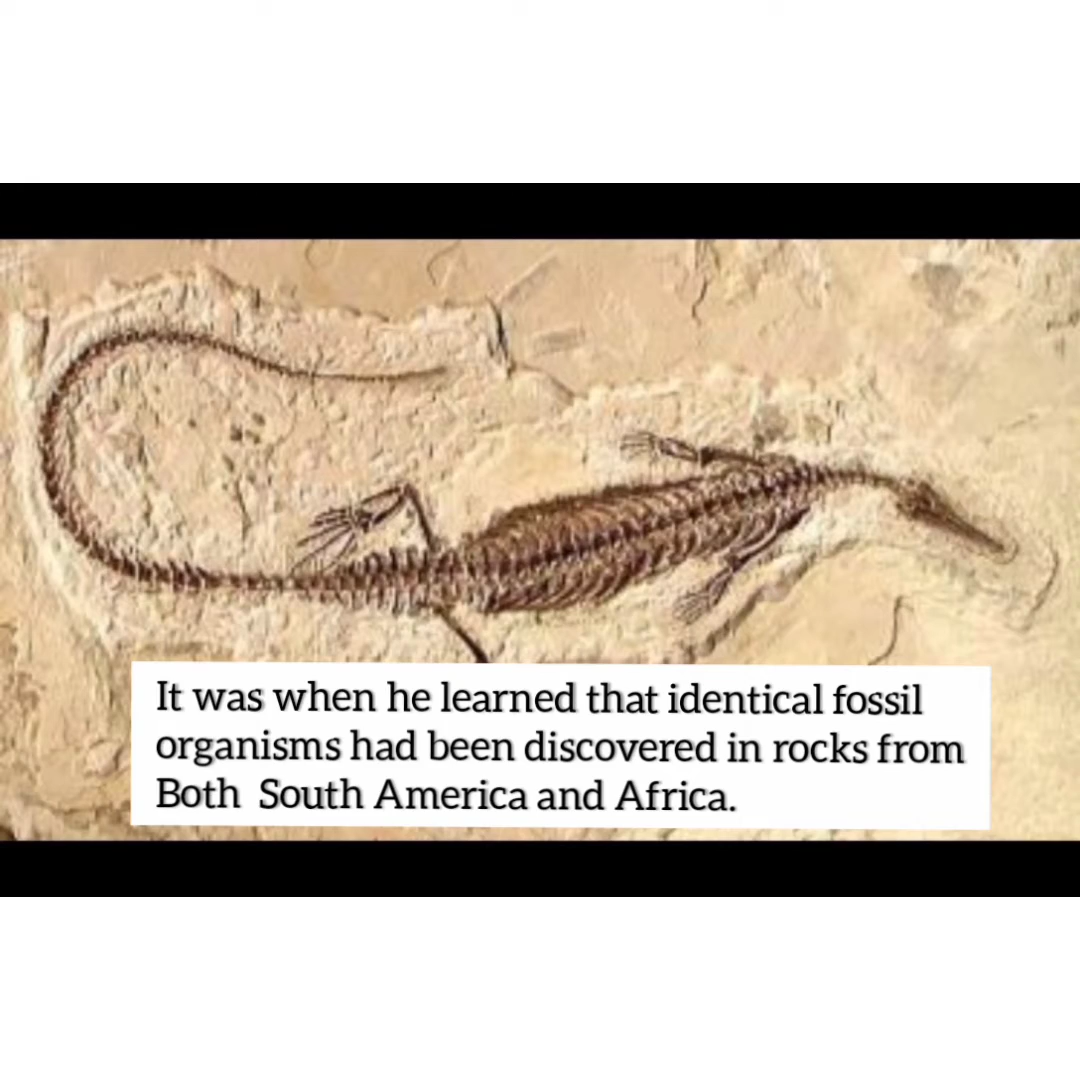 It was when he learned that identical fossil
organisms had been discovered in rocks from
Both South America and Africa.